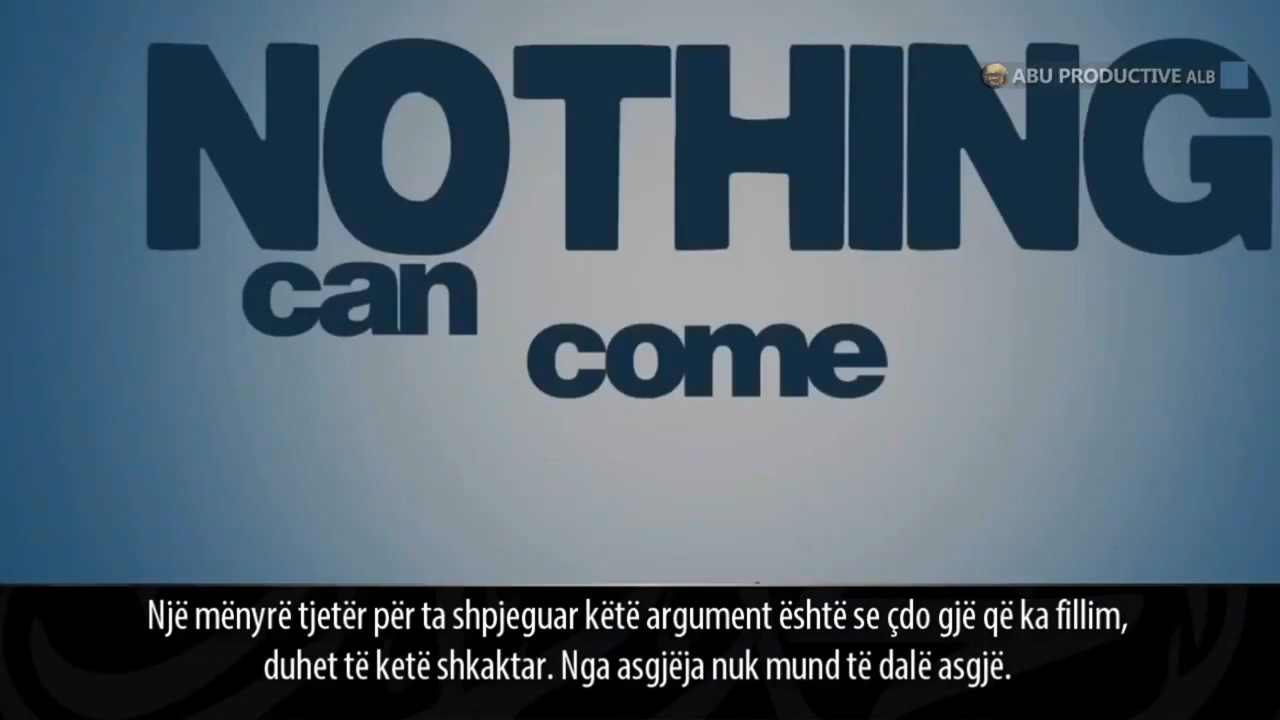 NOTHING
ABU PRODUCTIVE ALB
can
come
Një mënyrë tjetër për ta shpjeguar këtë argument është se çdo gjë që ka fillim,
duhet të ketë shkaktar. Nga asgjëja nuk mund të dalë asgjë.